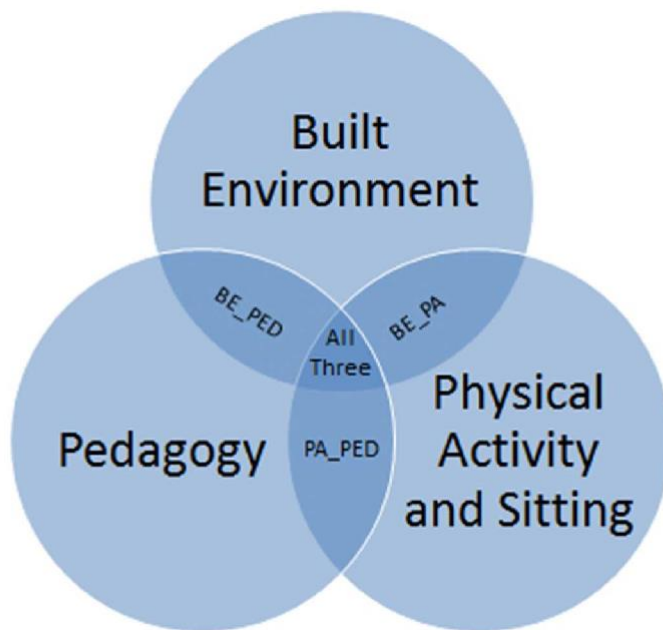 Built
Environment
BE_PED
BE_PA
All
Three
Pedagogy
PA_PED
Physical
Activity
and Sitting